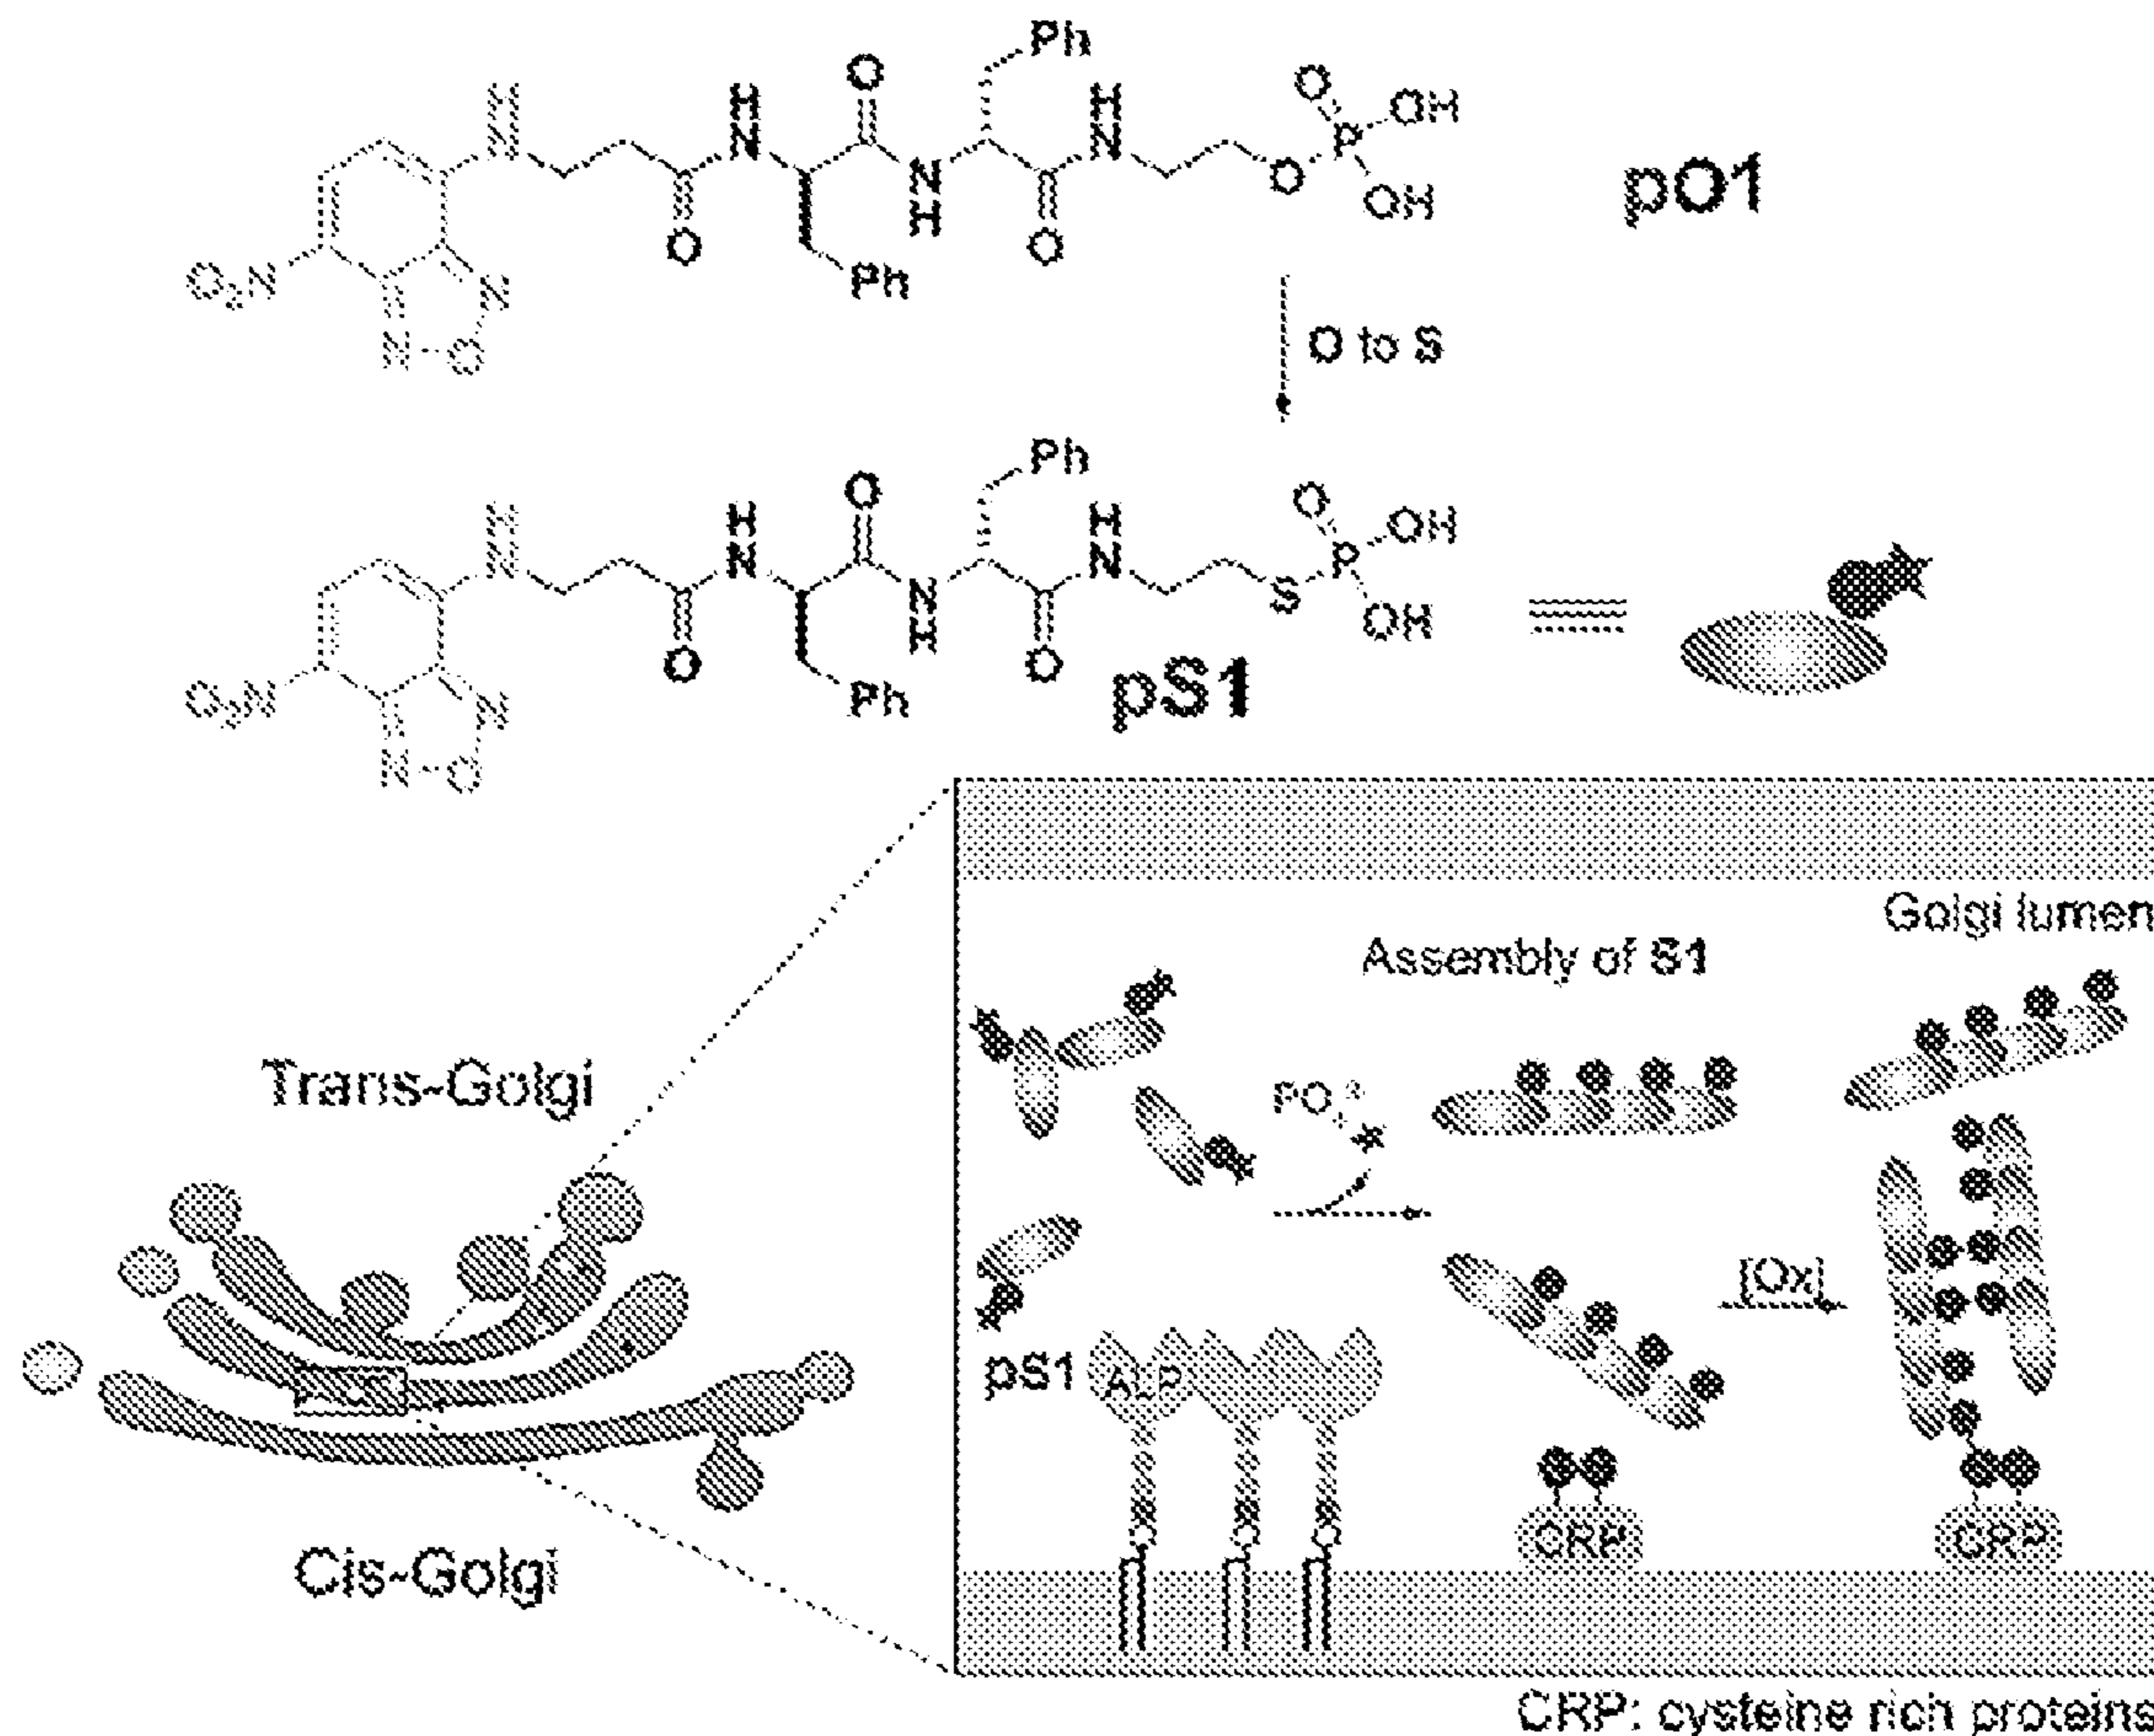 Ph
O
O
H
N
H
N
H
N
P
OH
N
H
O
OH
O
O
pO1
O₂N
N
Ph
N
O
O to S
Ph
O
O
H
N
H
N
H
N
P
OH
N
H
S
OH
O
O
pS1
O₂N
N
Ph
N
O
Golgi lumen
Assembly of S1
Trans-Golgi
[Ox]
pS1
ALP
CRP
CRP
Cis-Golgi
CRP: cysteine rich proteins